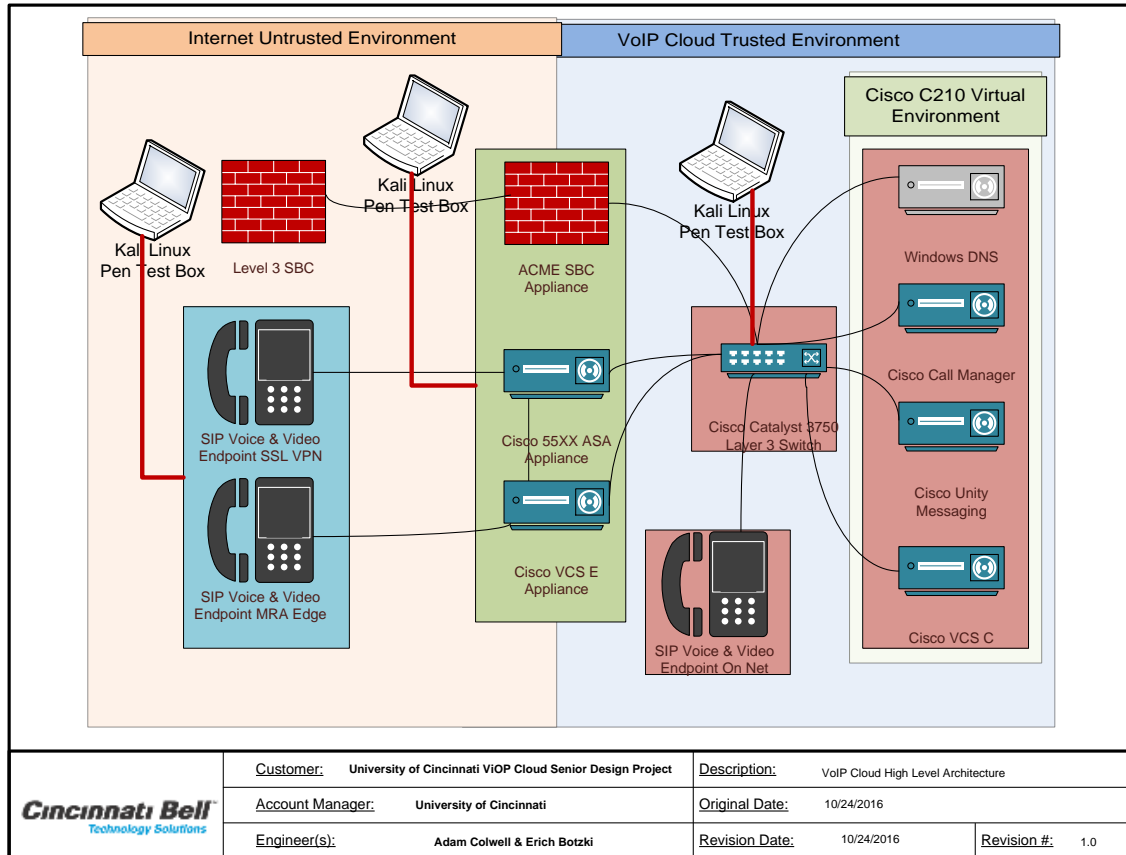 Internet Untrusted Environment
VoIP Cloud Trusted Environment
Cisco C210 Virtual
Environment
Kali Linux
Pen Test Box
Level 3 SBC
Kali Linux
Pen Test Box
ACME SBC
Appliance
Kali Linux
Pen Test Box
Windows DNS
SIP Voice & Video
Endpoint SSL VPN
Cisco 55XX ASA
Appliance
Cisco Catalyst 3750
Layer 3 Switch
Cisco Call Manager
Cisco Unity
Messaging
SIP Voice & Video
Endpoint MRA Edge
Cisco VCS E
Appliance
SIP Voice & Video
Endpoint On Net
Cisco VCS C
Cincinnati Bell™
Technology Solutions
Customer: University of Cincinnati ViOP Cloud Senior Design Project
Description: VoIP Cloud High Level Architecture
Account Manager: University of Cincinnati
Original Date: 10/24/2016
Engineer(s): Adam Colwell & Erich Botzki
Revision Date: 10/24/2016
Revision #: 1.0